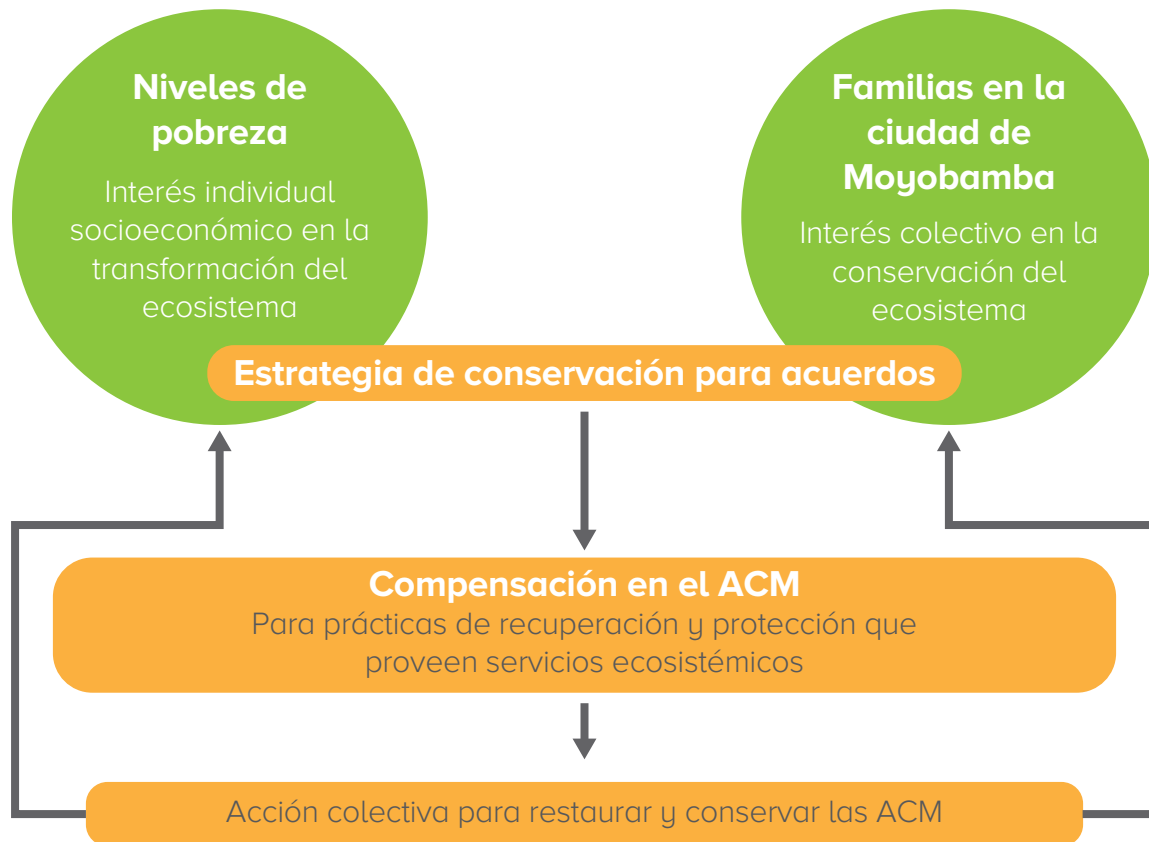 Niveles de
pobreza
Interés individual
socioeconómico en la
transformación del
ecosistema
Familias en la
ciudad de
Moyobamba
Interés colectivo en la
conservación del
ecosistema
Estrategia de conservación para acuerdos
Compensación en el ACM
Para prácticas de recuperación y protección que
proveen servicios ecosistémicos
Acción colectiva para restaurar y conservar las ACM